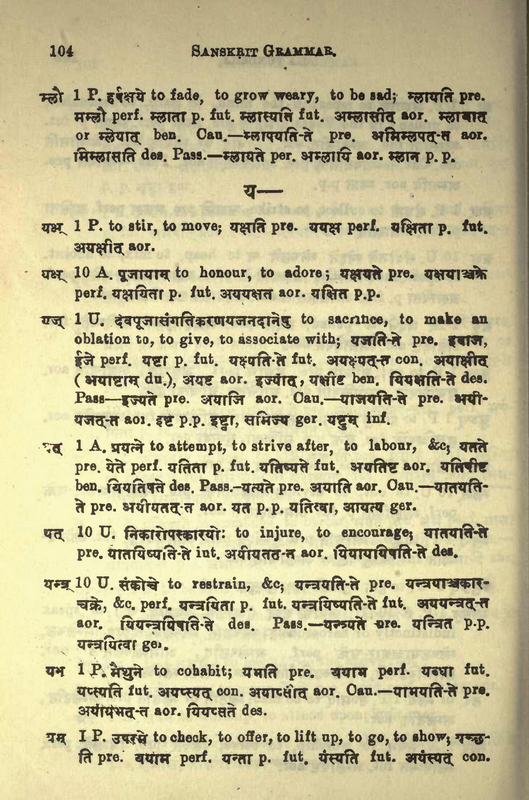 104 SANSKRIT GRAMMAR.
म्लै 1 P. हर्षक्षये to fade, to grow weary, to be sad; म्लायति pre.
मम्लौ perf. म्लाता p. fut. म्लास्यति fut. अम्लासीत् aor. म्लायात्
or म्लेयात् ben. Cau.—म्लापयति-ते pre. अमिम्लपत्-त aor.
मिम्लासति des. Pass.—म्लायते per. अम्लायि aor. म्लान p. p.
य—
यक्ष् 1 P. to stir, to move; यक्षति pre. ययक्ष perf. यक्षिता p. fut.
अयक्षीत् aor.
यक्ष् 10 A. पूजायाम् to honour, to adore; यक्षयते pre. यक्षयाञ्चक्रे
perf. यक्षयिता p. fut. अययक्षत aor. यक्षित p.p.
यज् 1 U. देवपूजासंगतिकरणयजनदानेषु to sacrifice, to make an
oblation to, to give, to associate with; यजति-ते pre. इयाज,
ईजे perf. यष्टा p. fut. यक्ष्यति-ते fut. अयक्ष्यत्-त con. अयाक्षीत्
(अयाष्टाम् du.), अयष्ट aor. इज्यात्, यक्षीष्ट ben. यियक्षति-ते des.
Pass—इज्यते pre. अयाजि aor. Cau.—याजयति-ते pre. अयी-
यजत्-त aor. इष्ट p.p. इष्ट्वा, समिज्य ger. यष्टुम् inf.
यत् 1 A. प्रयत्ने to attempt, to strive after, to labour, &c; यतते
pre. येते perf. यतिता p. fut. यतिष्यते fut. अयतिष्ट aor. यतिषीष्ट
ben. यियतिषते des. Pass.-यत्यते pre. अयाति aor. Cau.—यातयति-
ते pre. अयीयतत्-त aor. यत p.p. यतित्वा, आयत्य ger.
यत् 10 U. निकारोपस्कारयोः to injure, to encourage; यातयति-ते
pre. यातयिष्यति-ते fut. अयीयतत्-त aor. यियातयिषति-ते des.
यन्त्र् 10 U. संकोचे to restrain, &c; यन्त्रयति-ते pre. यन्त्रयाञ्चकार-
चक्रे, &c. perf. यन्त्रयिता p. fut. यन्त्रयिष्यति-ते fut. अययन्त्रत्-त
aor. यियन्त्रयिषति-ते des. Pass.—यन्त्र्यते pre. यन्त्रित p.p.
यन्त्रयित्वा ger.
यभ 1 P. मैथुने to cohabit; यभति pre. ययाभ perf. यब्धा fut.
यप्स्यति fut. अयप्स्यत् con. अयाप्सीत् aor. Cau.—याभयति-ते pre.
अयीयभत्-त aor. यियप्सते des.
यम् I P. उपरमे to check, to offer, to lift up, to go, to show; यच्छ-
ति pre. ययाम perf. यन्ता p. fut. यंस्यति fut. अयंस्यत् con.